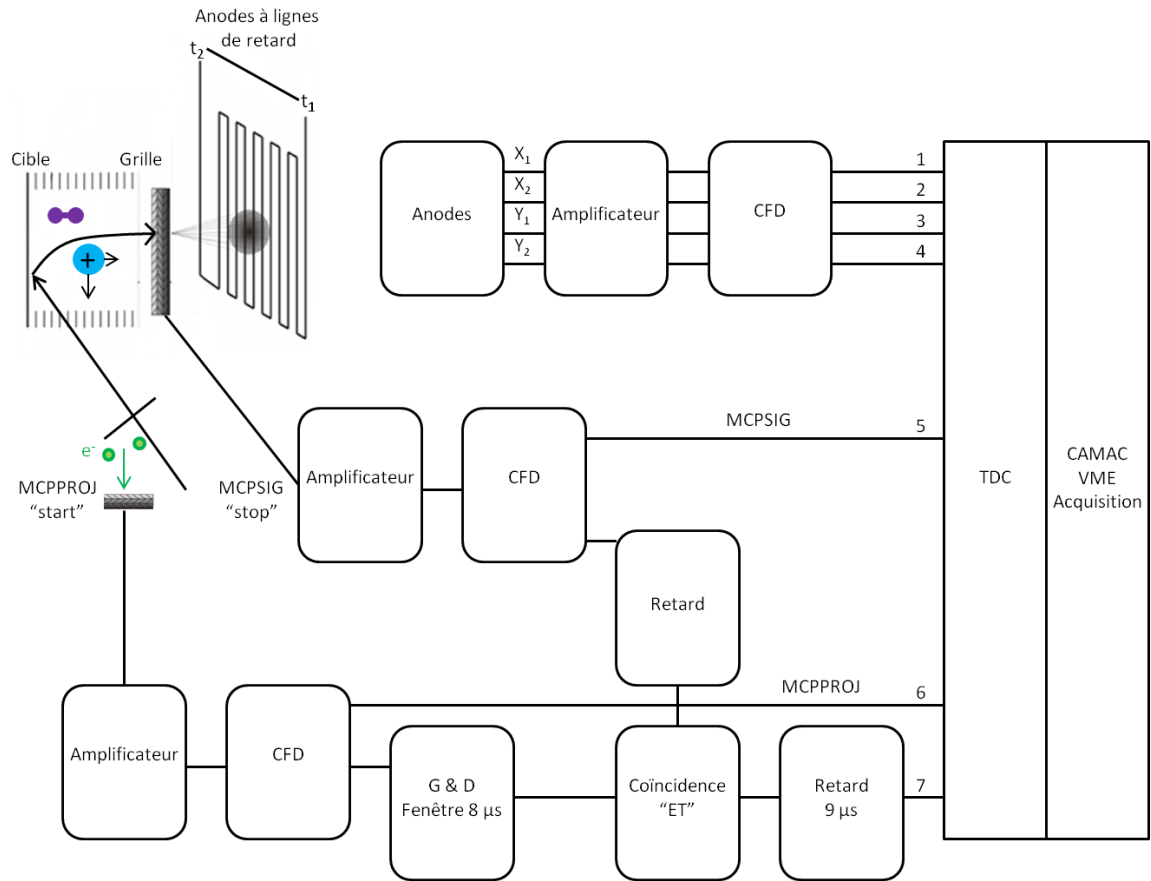 Anodes à lignes
de retard
t2
t1
Cible
Grille
+
e-
MCPPROJ
“start”
MCPSIG
“stop”
Anodes
X1
X2
Y1
Y2
Amplificateur
CFD
1
2
3
4
Amplificateur
CFD
MCPSIG
5
Retard
TDC
CAMAC
VME
Acquisition
MCPPROJ
6
Amplificateur
CFD
G & D
Fenêtre 8 µs
Coïncidence
“ET”
Retard
9 µs
7